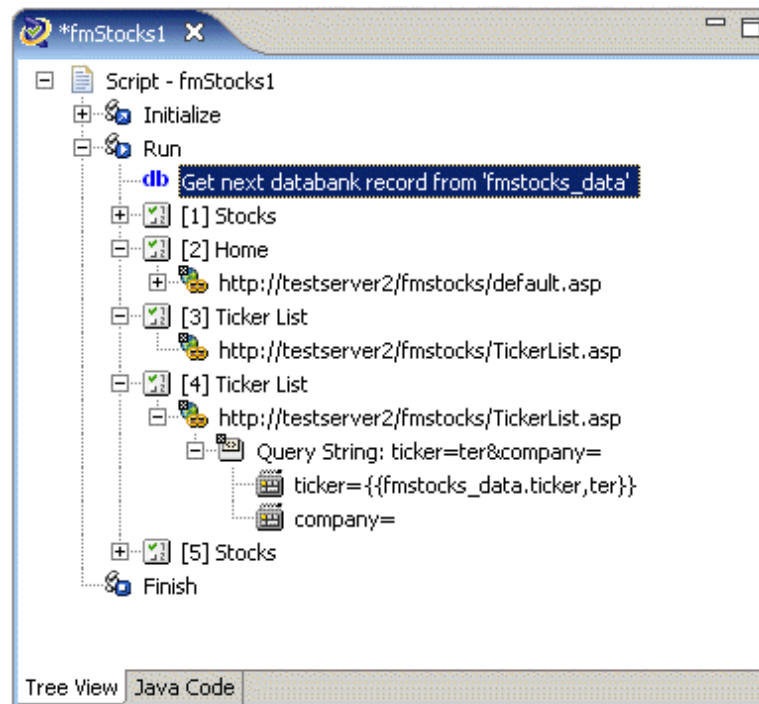 *fmStocks1
Script - fmStocks1
Initialize
Run
db Get next databank record from 'fmstocks_data'
[1] Stocks
[2] Home
http://testserver2/fmstocks/default.asp
[3] Ticker List
http://testserver2/fmstocks/TickerList.asp
[4] Ticker List
http://testserver2/fmstocks/TickerList.asp
Query String: ticker=ter&company=
ticker={{fmstocks_data.ticker,ter}}
company=
[5] Stocks
Finish
Tree View Java Code